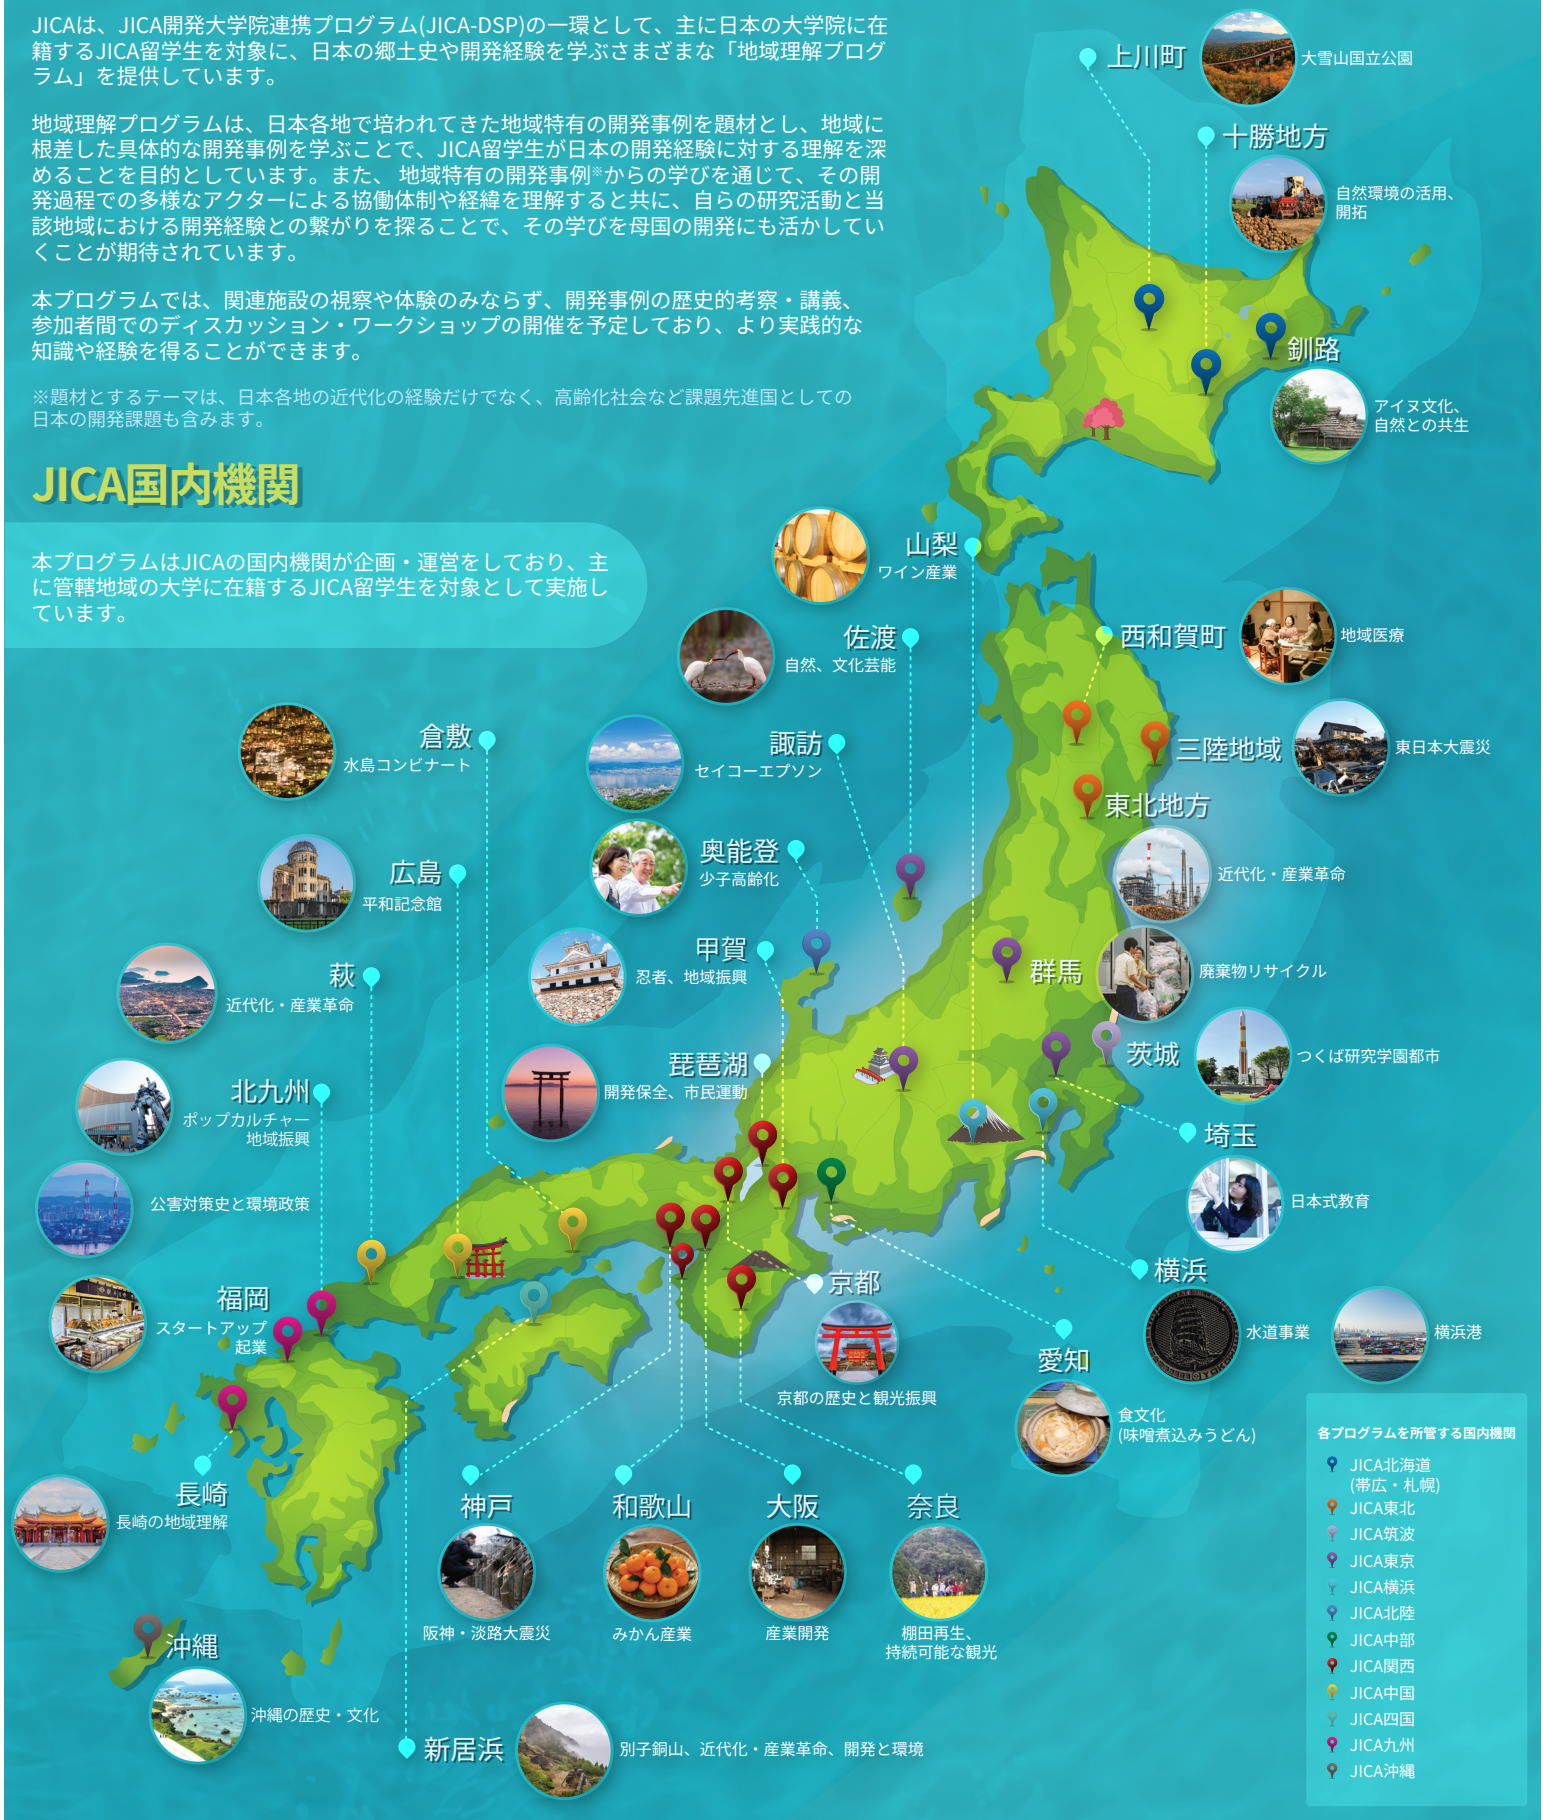 JICAは、JICA開発大学院連携プログラム(JICA-DSP)の一環として、主に日本の大学院に在
籍するJICA留学生を対象に、日本の郷土史や開発経験を学ぶさまざまな「地域理解プログ
ラム」を提供しています。
地域理解プログラムは、日本各地で培われてきた地域特有の開発事例を題材とし、地域に
根差した具体的な開発事例を学ぶことで、JICA留学生が日本の開発経験に対する理解を深
めることを目的としています。また、 地域特有の開発事例※からの学びを通じて、その開
発過程での多様なアクターによる協働体制や経緯を理解すると共に、自らの研究活動と当
該地域における開発経験との繋がりを探ることで、その学びを母国の開発にも活かしてい
くことが期待されています。
本プログラムでは、関連施設の視察や体験のみならず、開発事例の歴史的考察・講義、
参加者間でのディスカッション・ワークショップの開催を予定しており、より実践的な
知識や経験を得ることができます。
※題材とするテーマは、日本各地の近代化の経験だけでなく、高齢化社会など課題先進国としての
日本の開発課題も含みます。
JICA国内機関
本プログラムはJICAの国内機関が企画・運営をしており、主
に管轄地域の大学に在籍するJICA留学生を対象として実施し
ています。
上川町
大雪山国立公園
十勝地方
自然環境の活用、
開拓
釧路
アイヌ文化、
自然との共生
山梨
ワイン産業
佐渡
自然、文化芸能
西和賀町
地域医療
倉敷
水島コンビナート
諏訪
セイコーエプソン
三陸地域
東日本大震災
東北地方
近代化・産業革命
広島
平和記念館
奥能登
少子高齢化
甲賀
忍者、地域振興
群馬
廃棄物リサイクル
萩
近代化・産業革命
琵琶湖
開発保全、市民運動
茨城
つくば研究学園都市
北九州
ポップカルチャー
地域振興
公害対策史と環境政策
埼玉
日本式教育
福岡
スタートアップ
起業
京都
京都の歴史と観光振興
横浜
水道事業
横浜港
愛知
食文化
(味噌煮込みうどん)
長崎
長崎の地域理解
神戸
阪神・淡路大震災
和歌山
みかん産業
大阪
産業開発
奈良
棚田再生、
持続可能な観光
沖縄
沖縄の歴史・文化
新居浜
別子銅山、近代化・産業革命、開発と環境
各プログラムを所管する国内機関
JICA北海道
(帯広・札幌)
JICA東北
JICA筑波
JICA東京
JICA横浜
JICA北陸
JICA中部
JICA関西
JICA中国
JICA四国
JICA九州
JICA沖縄